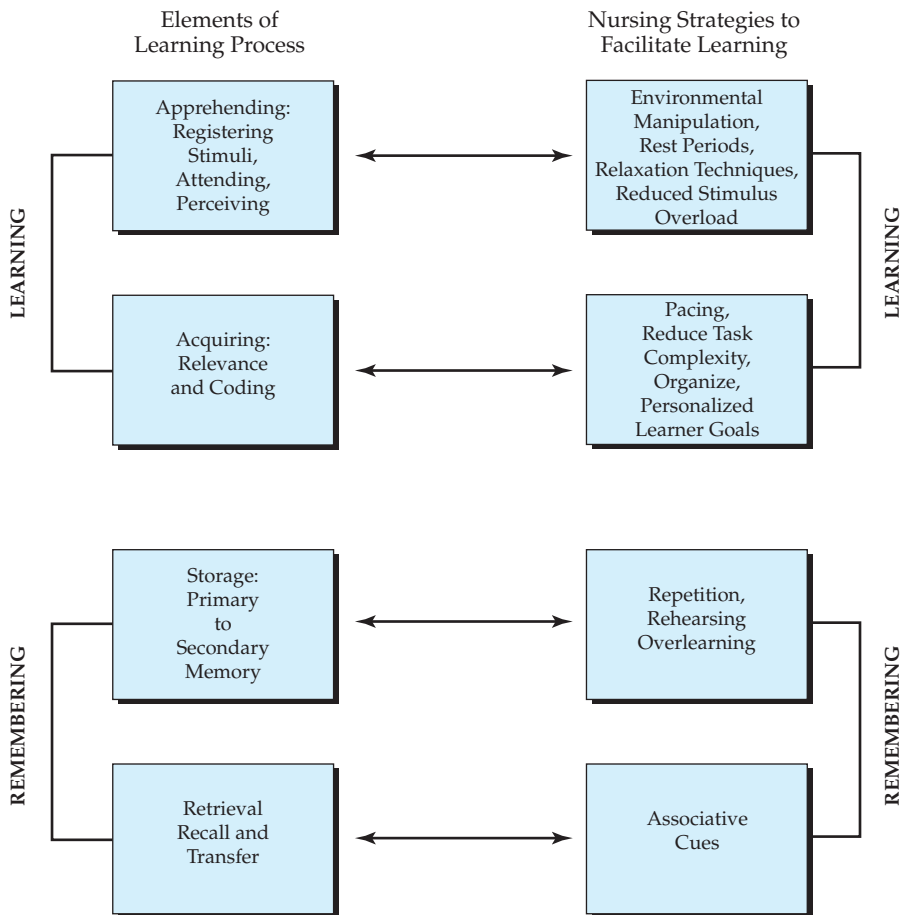 Elements of
Learning Process
Nursing Strategies to
Facilitate Learning
LEARNING
Apprehending:
Registering
Stimuli,
Attending,
Perceiving
Environmental
Manipulation,
Rest Periods,
Relaxation Techniques,
Reduced Stimulus
Overload
LEARNING
Acquiring:
Relevance
and Coding
Pacing,
Reduce Task
Complexity,
Organize,
Personalized
Learner Goals
REMEMBERING
Storage:
Primary
to
Secondary
Memory
Repetition,
Rehearsing
Overlearning
REMEMBERING
Retrieval
Recall and
Transfer
Associative
Cues